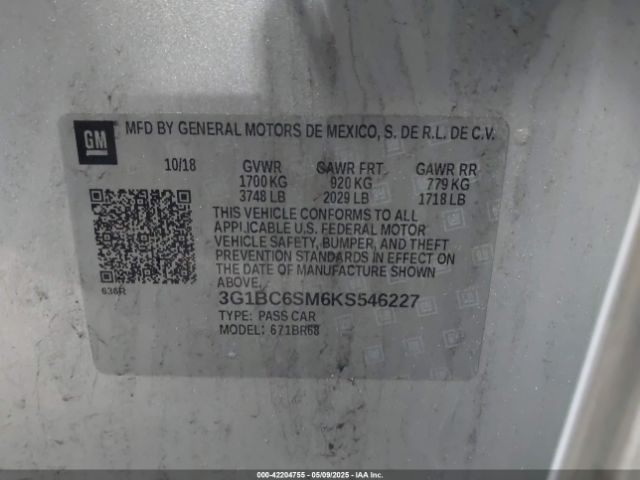 GM
MFD BY GENERAL MOTORS DE MEXICO, S. DE R.L. DE C.V.
10/18 GVWR GAWR FRT GAWR RR
1700 KG 920 KG 779 KG
3748 LB 2029 LB 1718 LB
THIS VEHICLE CONFORMS TO ALL
APPLICABLE U.S. FEDERAL MOTOR
VEHICLE SAFETY, BUMPER, AND THEFT
PREVENTION STANDARDS IN EFFECT ON
THE DATE OF MANUFACTURE SHOWN
ABOVE.
636R
3G1BC6SM6KS546227
TYPE: PASS CAR
MODEL: 671BR68
000-42204755 - 05/09/2025 - IAAI, Inc.